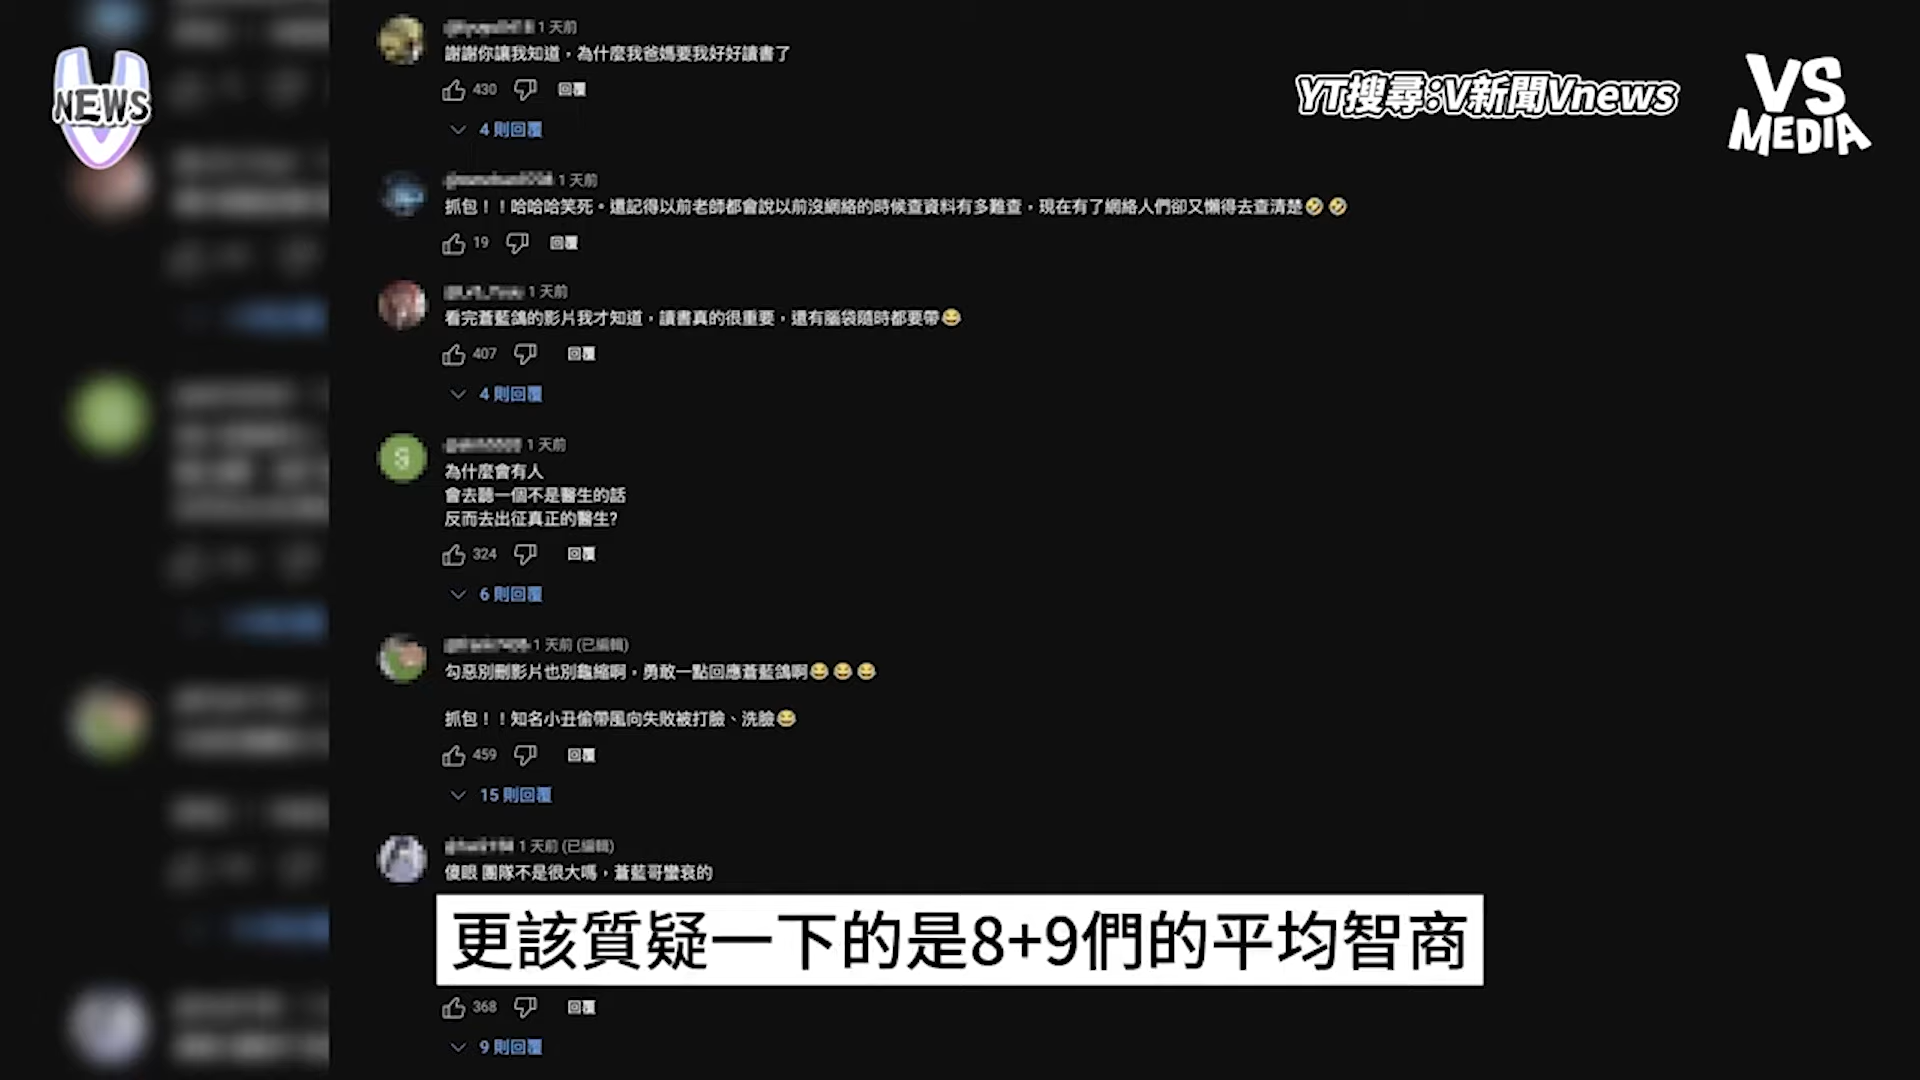 NEWS
YT搜尋:V新聞Vnews
VS
MEDIA
1 天前
謝謝你讓我知道，為什麼我爸媽要我好好讀書了
430 回覆
4 則回覆
1 天前
抓包！！哈哈哈笑死。還記得以前老師都會說以前沒網絡的時候查資料有多難查，現在有了網絡人們卻又懶得去查清楚🤣🤣
19 回覆
1 天前
看完蒼藍鴿的影片我才知道，讀書真的很重要，還有腦袋隨時都要帶😂
407 回覆
4 則回覆
S
1 天前
為什麼會有人
會去聽一個不是醫生的話
反而去出征真正的醫生?
324 回覆
6 則回覆
1 天前 (已編輯)
勾惡別刪影片也別龜縮啊，勇敢一點回應蒼藍鴿啊😂😂😂
抓包！！知名小丑偷帶風向失敗被打臉、洗臉😂
459 回覆
15 則回覆
1 天前 (已編輯)
傻眼 團隊不是很大嗎，蒼藍哥蠻衰的
更該質疑一下的是8+9們的平均智商
368 回覆
9 則回覆